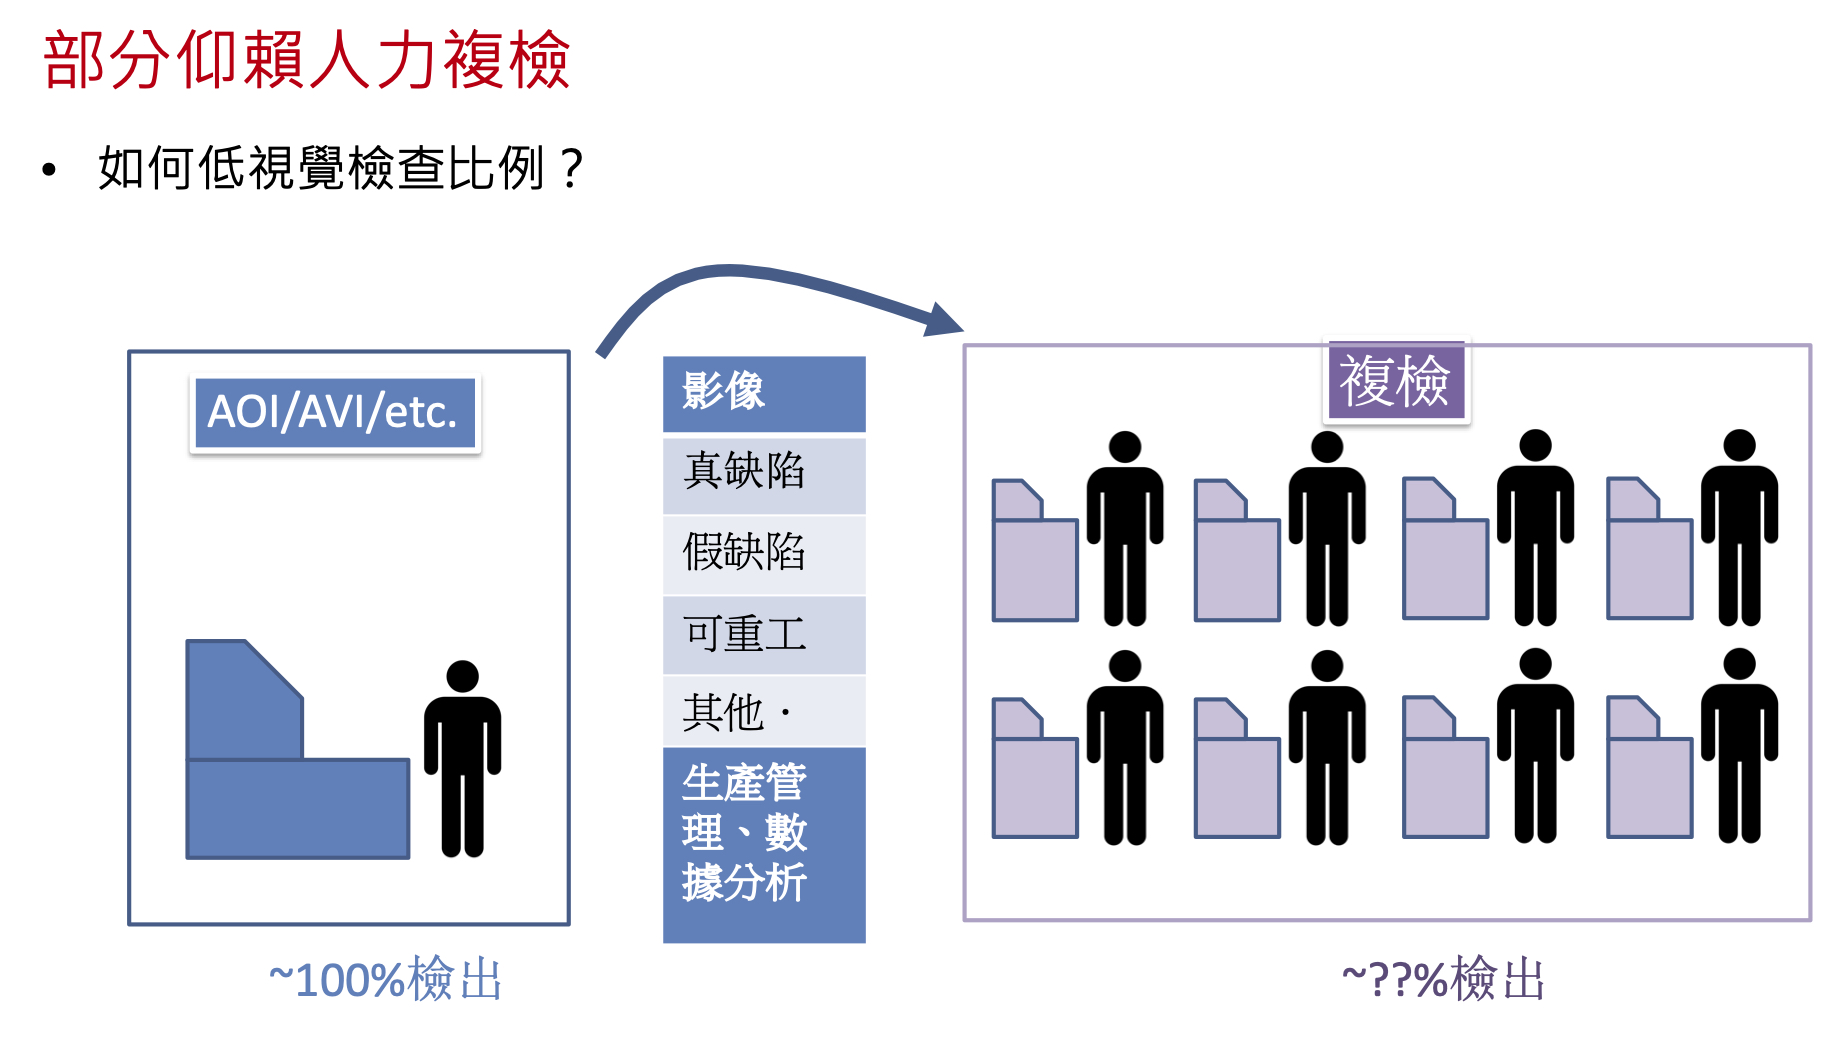 部分仰賴人力複檢
• 如何低視覺檢查比例？
AOI/AVI/etc.
~100%檢出
影像
真缺陷
假缺陷
可重工
其他．
生產管
理、數
據分析
複檢
~??%檢出